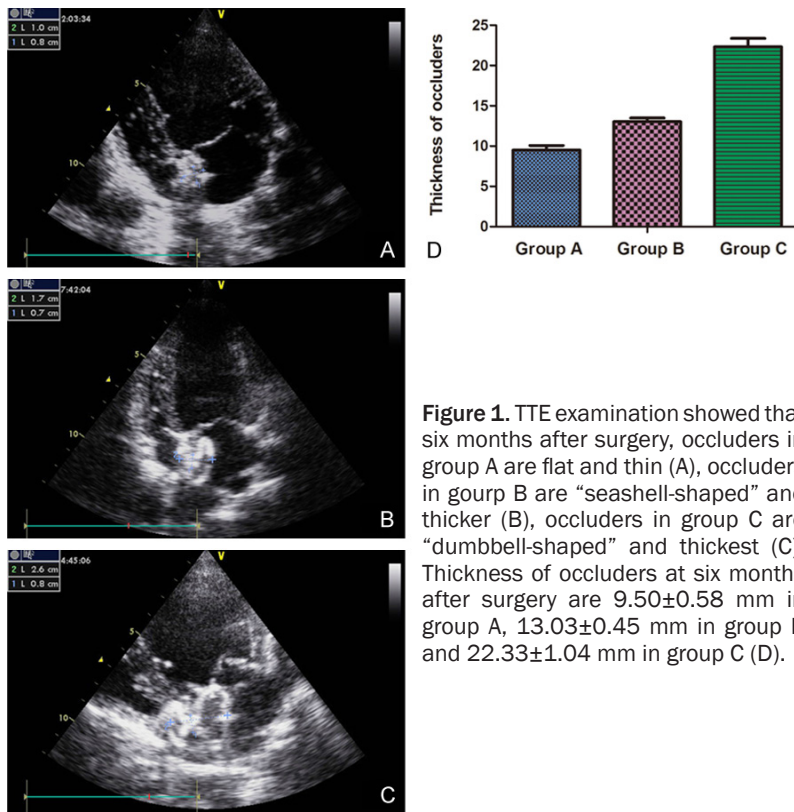 V
2:03:34
2 L 1.0 cm
1 L 0.8 cm
5
10
A
25
20
15
10
5
0
Thickness of occluders
Group A
Group B
Group C
D
V
7:42:04
2 L 1.7 cm
1 L 0.7 cm
5
10
B
V
4:45:06
2 L 2.6 cm
1 L 0.8 cm
5
10
C
Figure 1. TTE examination showed tha
six months after surgery, occluders in
group A are flat and thin (A), occluder
in gourp B are “seashell-shaped” and
thicker (B), occluders in group C are
“dumbbell-shaped” and thickest (C)
Thickness of occluders at six month
after surgery are 9.50±0.58 mm in
group A, 13.03±0.45 mm in group B
and 22.33±1.04 mm in group C (D).